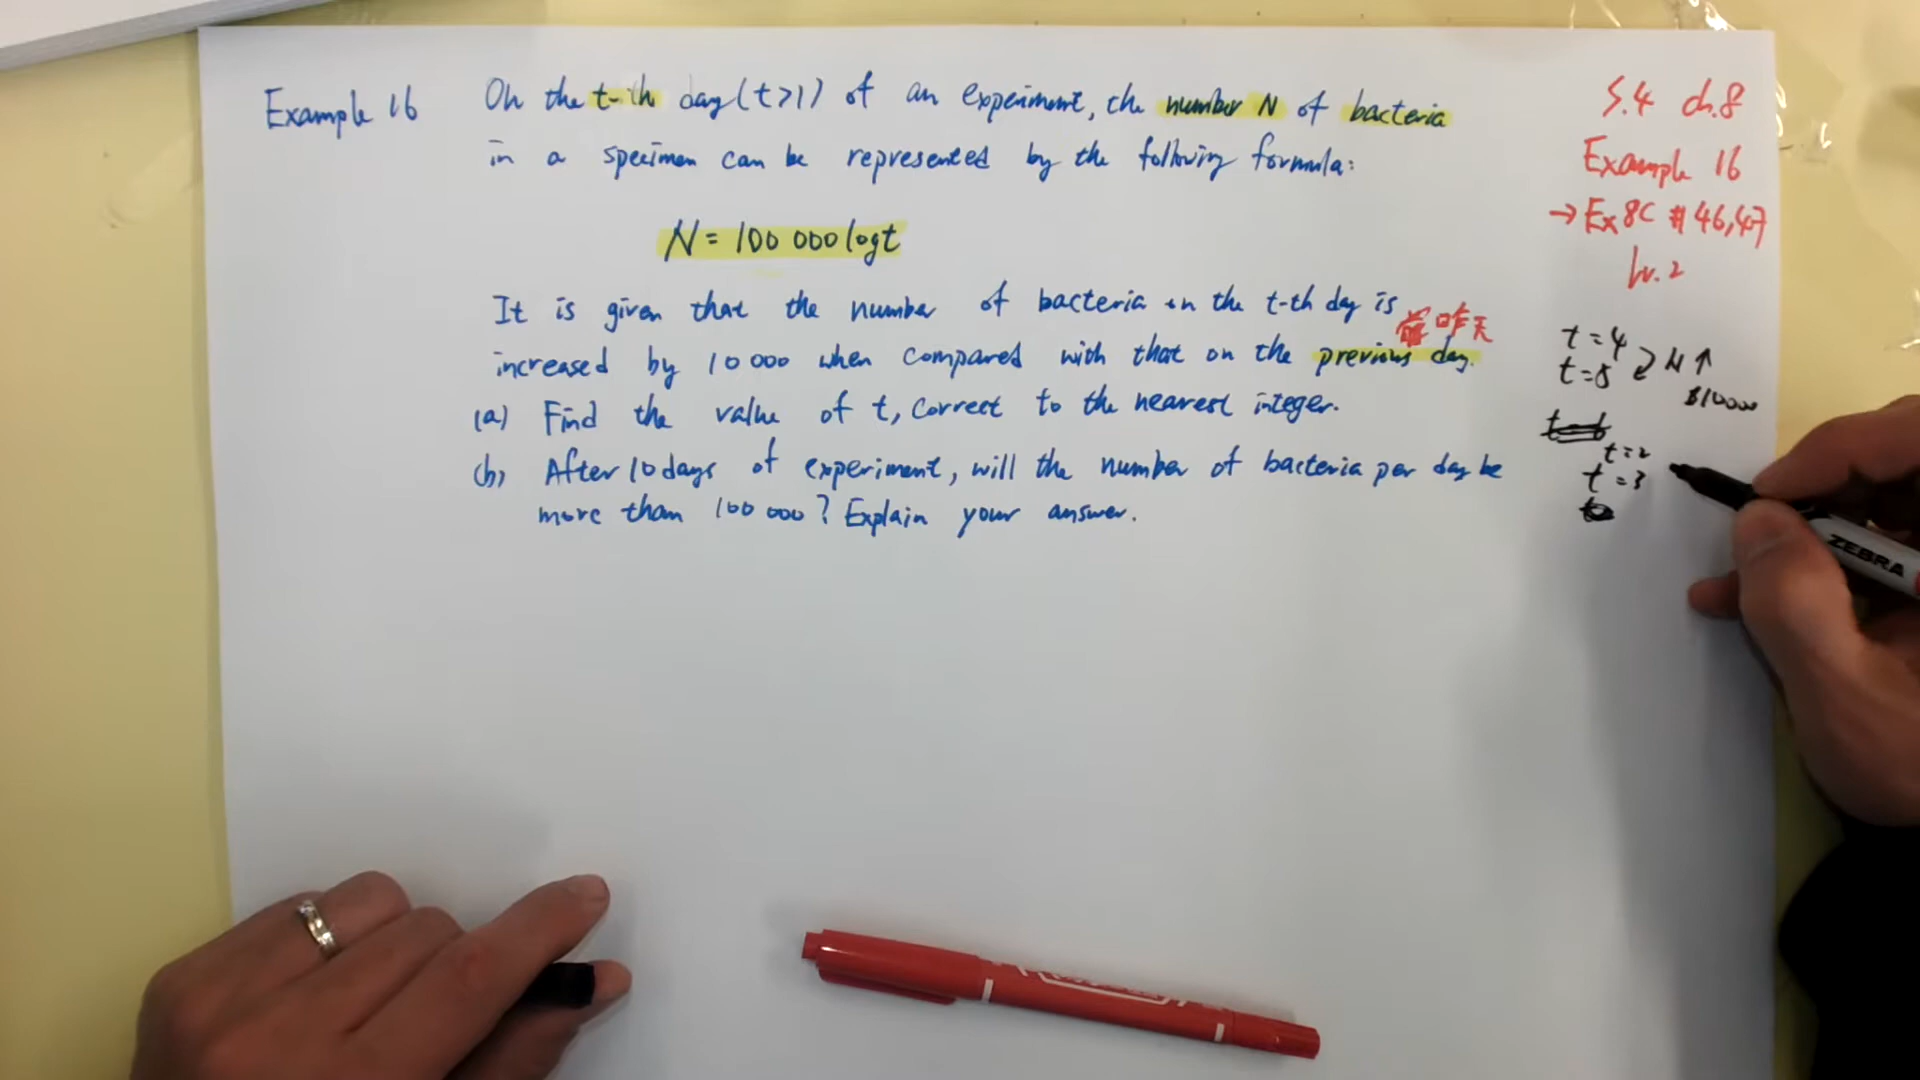 Example 16
On the t-th day (t>1) of an experiment, the number N of bacteria
in a specimen can be represented by the following formula:
N = 100 000 log t
It is given that the number of bacteria on the t-th day is
increased by 10 000 when compared with that on the previous day.
昨天
(a) Find the value of t, correct to the nearest integer.
(b) After 10 days of experiment, will the number of bacteria per day be
more than 100 000? Explain your answer.
S.4 ch.8
Example 16
→ Ex 8C # 46,47
Lv.2
t = 4
t = 5
N ↑
t = 2
t = 3
ZEBRA